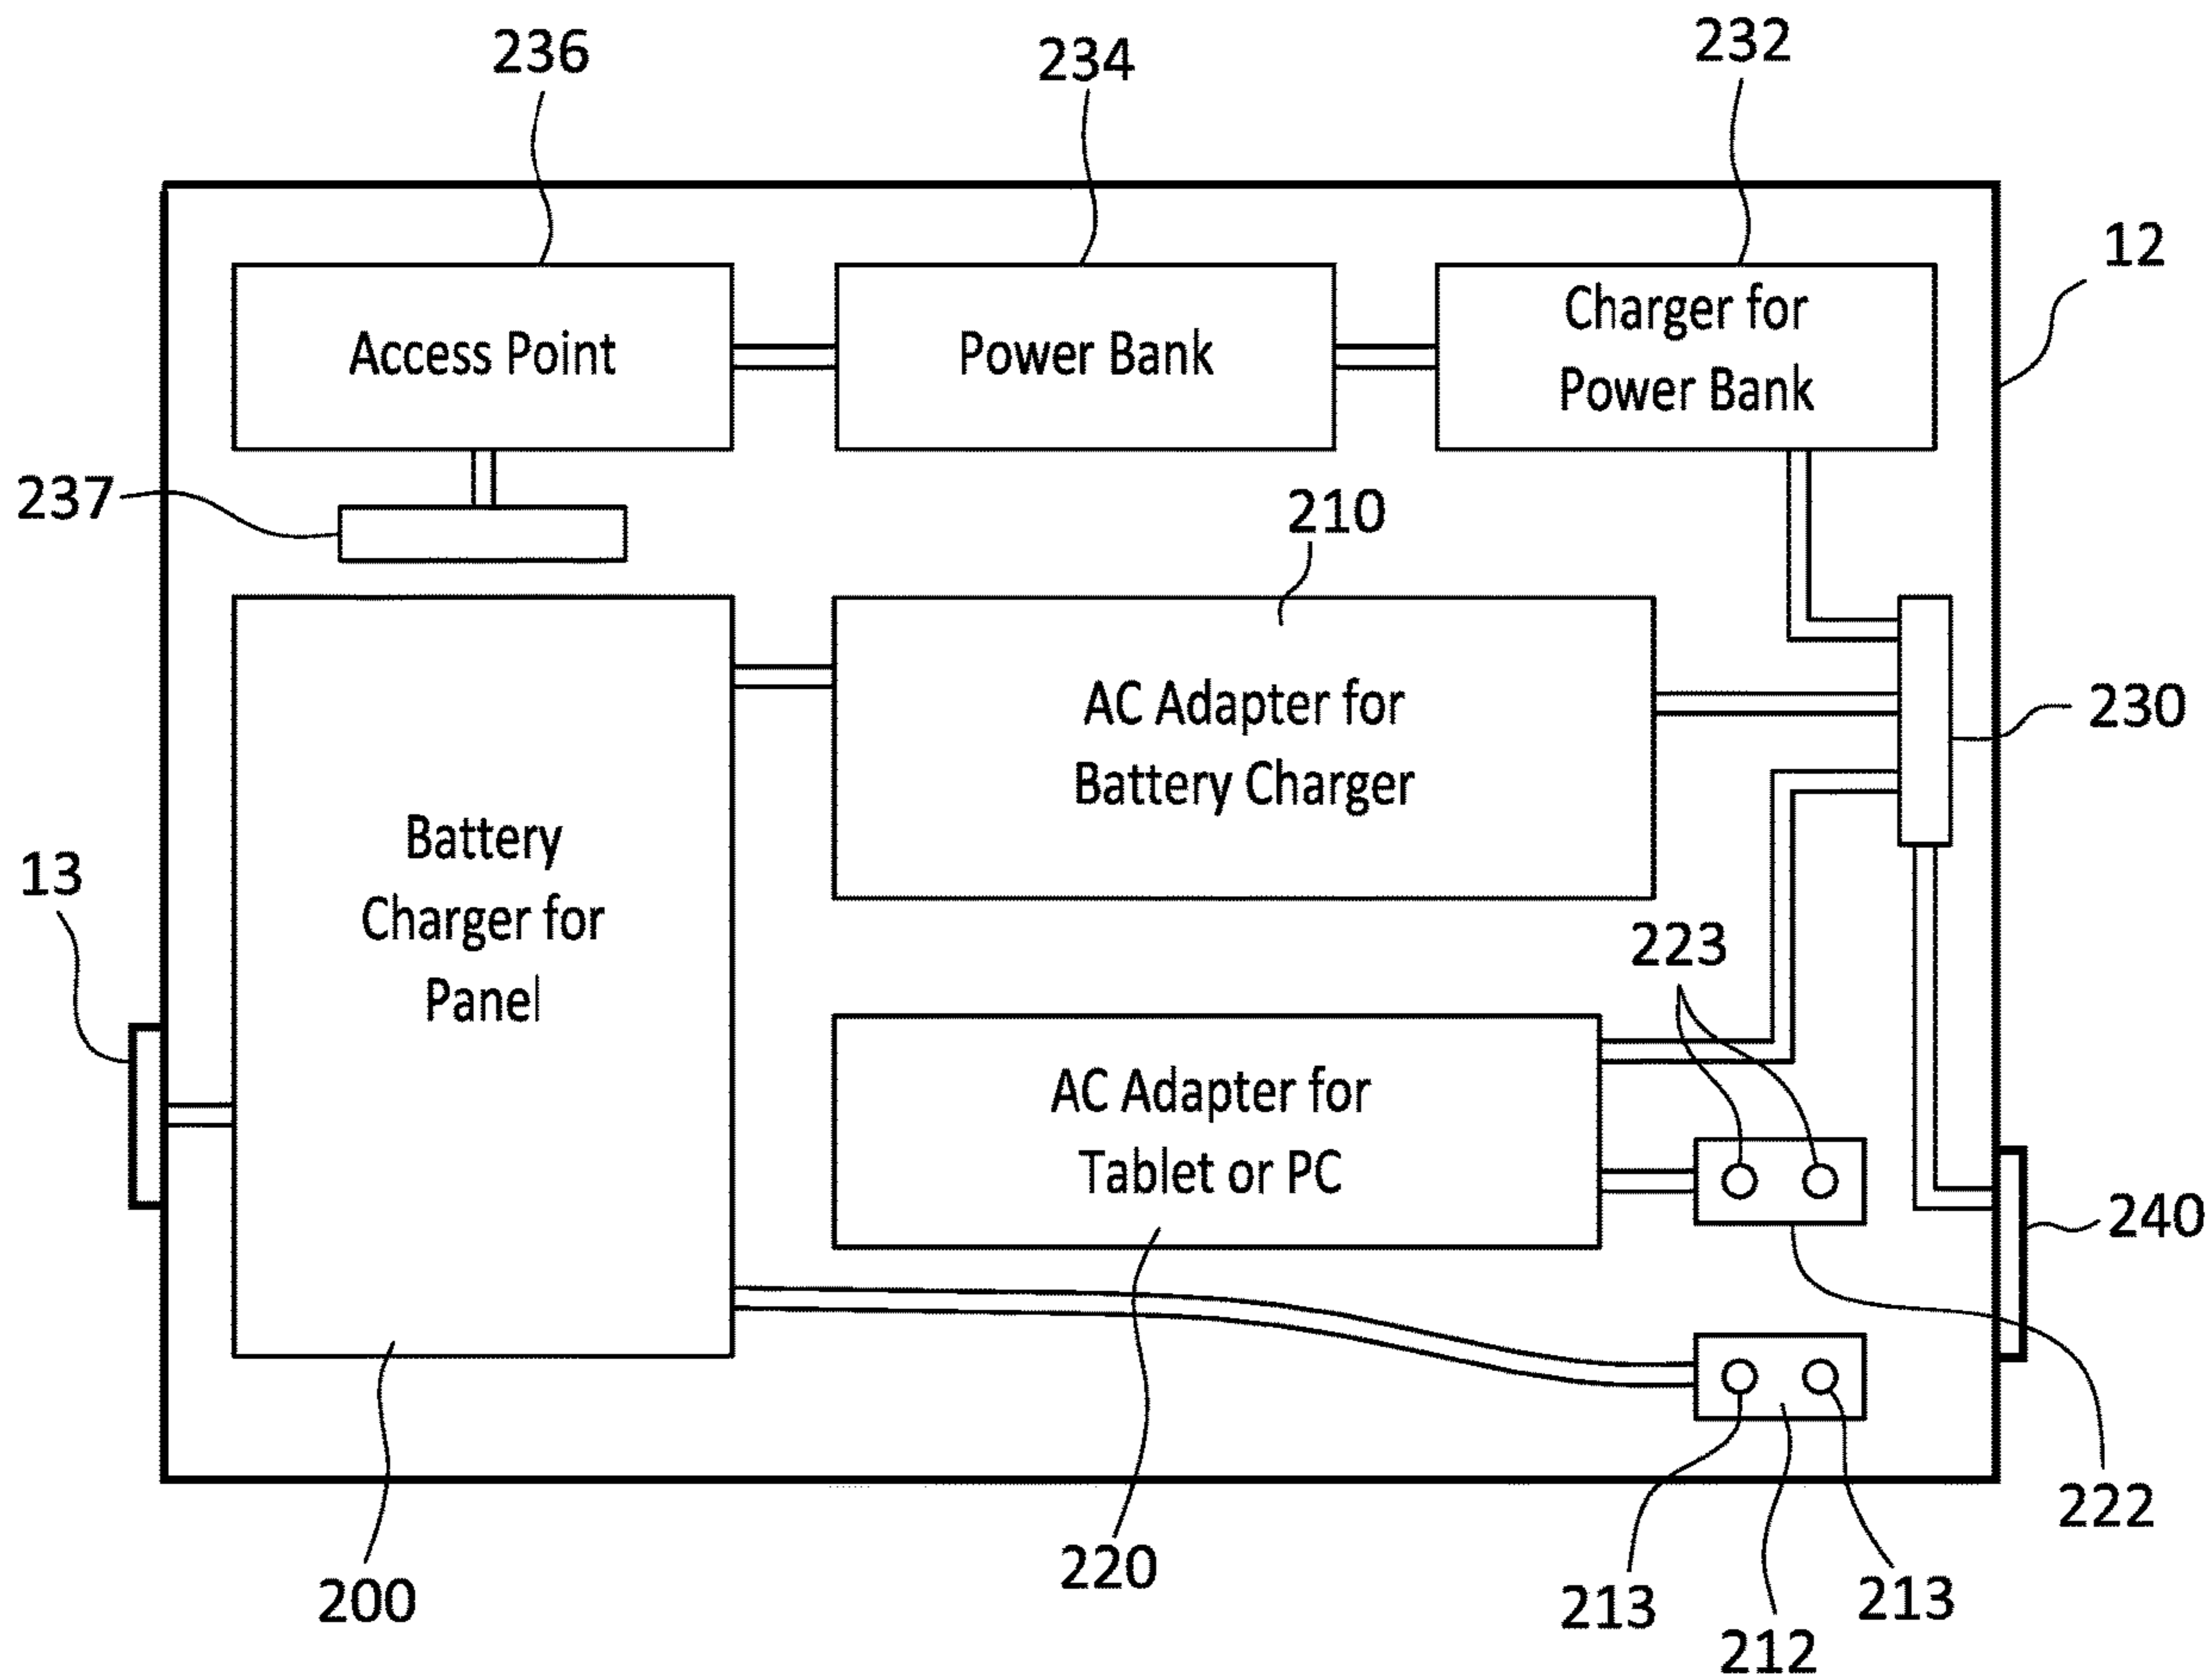 236
234
232
12
Access Point
Power Bank
Charger for
Power Bank
237
210
230
AC Adapter for
Battery Charger
Battery
Charger for
Panel
13
223
AC Adapter for
Tablet or PC
240
222
220
200
213
213
212